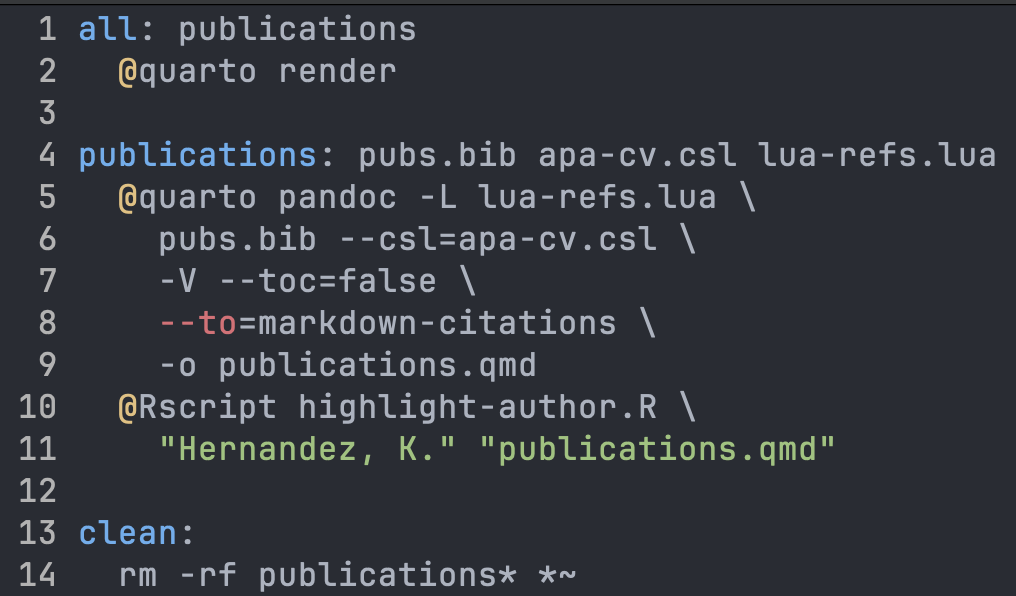 1 all: publications
2   @quarto render
3
4 publications: pubs.bib apa-cv.csl lua-refs.lua
5   @quarto pandoc -L lua-refs.lua \
6     pubs.bib --csl=apa-cv.csl \
7     -V --toc=false \
8     --to=markdown-citations \
9     -o publications.qmd
10   @Rscript highlight-author.R \
11     "Hernandez, K." "publications.qmd"
12
13 clean:
14   rm -rf publications* *~